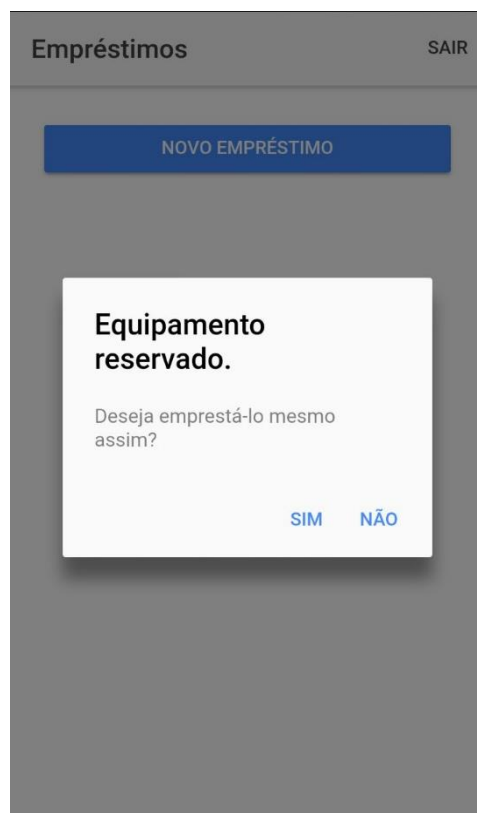 Empréstimos SAIR
NOVO EMPRÉSTIMO
Equipamento
reservado.
Deseja emprestá-lo mesmo
assim?
SIM NÃO